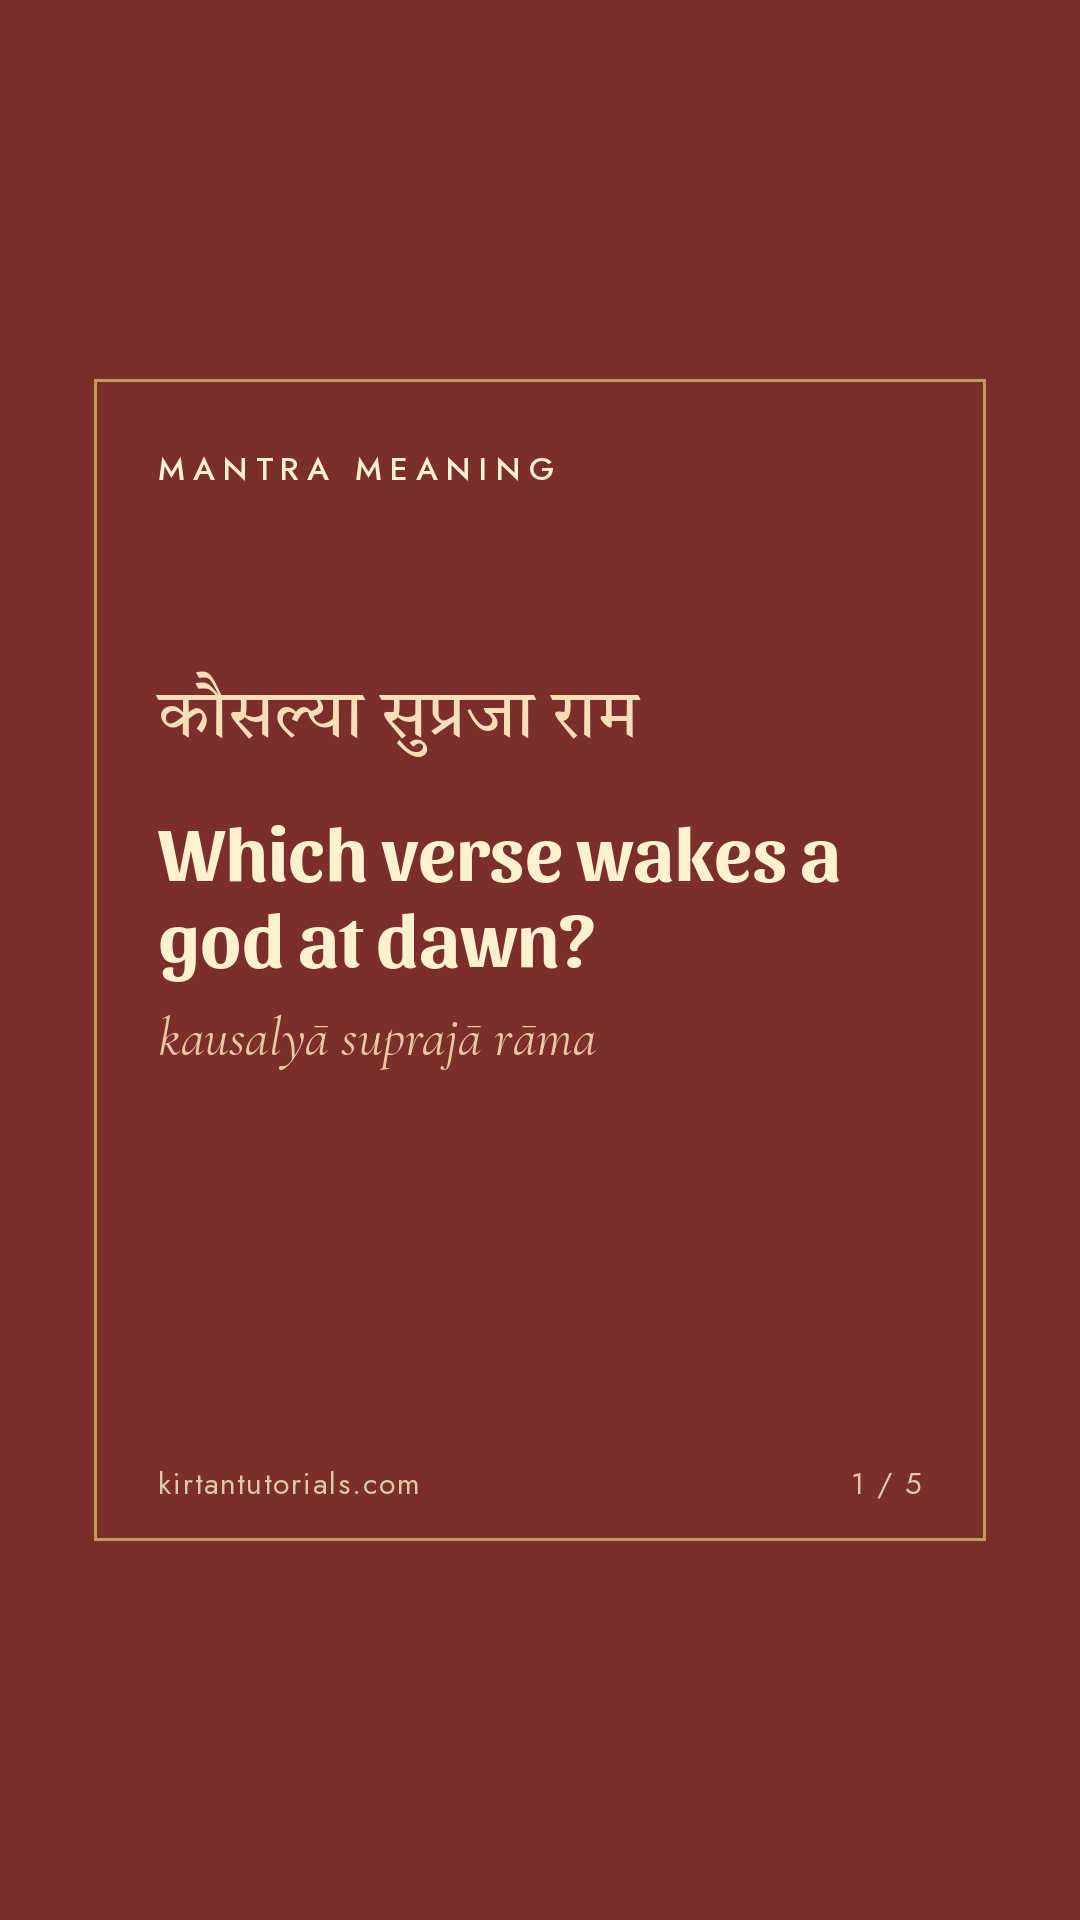 MANTRA MEANING
कौसल्या सुप्रजा राम
Which verse wakes a
god at dawn?
kausalyā suprajā rāma
kirtantutorials.com
1 / 5